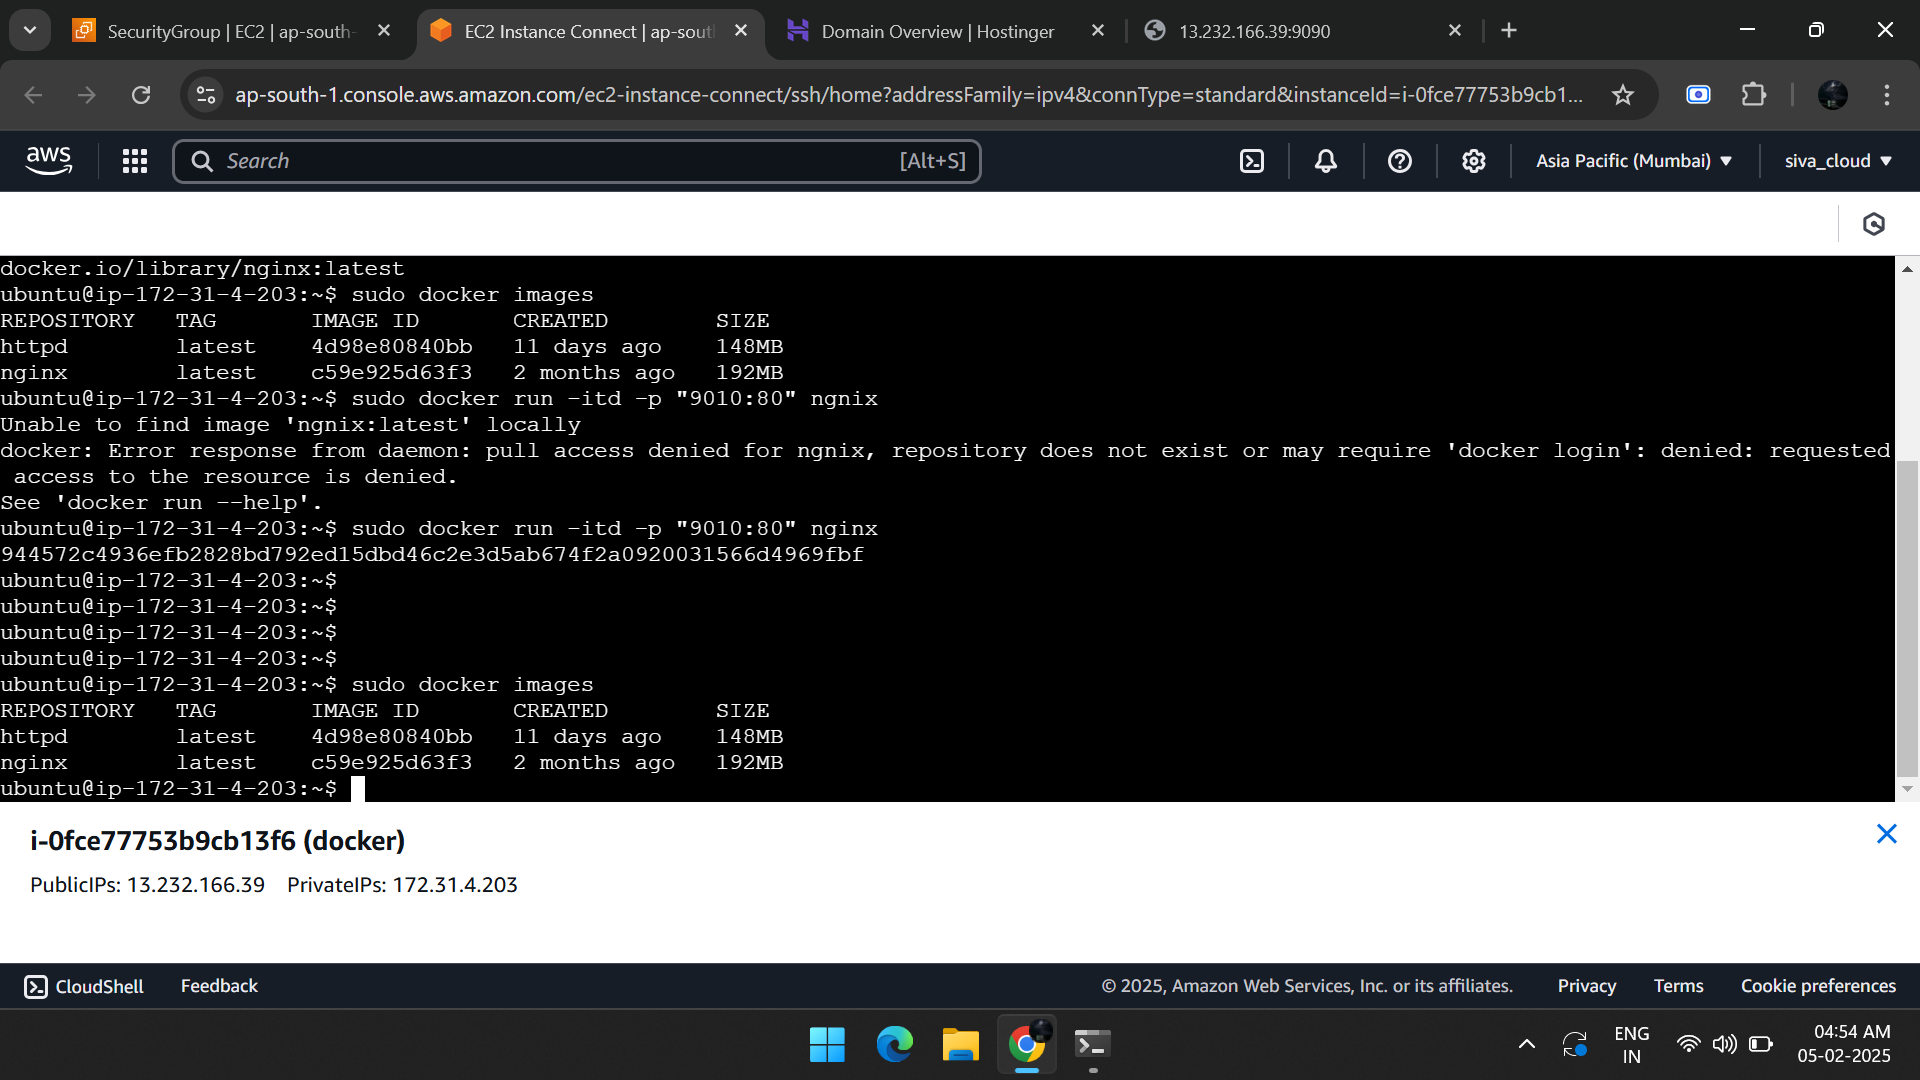 SecurityGroup | EC2 | ap-south-
EC2 Instance Connect | ap-sout
Domain Overview | Hostinger
13.232.166.39:9090
ap-south-1.console.aws.amazon.com/ec2-instance-connect/ssh/home?addressFamily=ipv4&connType=standard&instanceId=i-0fce77753b9cb1...
aws
Search
[Alt+S]
Asia Pacific (Mumbai)
siva_cloud
docker.io/library/nginx:latest
ubuntu@ip-172-31-4-203:~$ sudo docker images
REPOSITORY   TAG       IMAGE ID       CREATED        SIZE
httpd        latest    4d98e80840bb   11 days ago    148MB
nginx        latest    c59e925d63f3   2 months ago   192MB
ubuntu@ip-172-31-4-203:~$ sudo docker run -itd -p "9010:80" ngnix
Unable to find image 'ngnix:latest' locally
docker: Error response from daemon: pull access denied for ngnix, repository does not exist or may require 'docker login': denied: requested
access to the resource is denied.
See 'docker run --help'.
ubuntu@ip-172-31-4-203:~$ sudo docker run -itd -p "9010:80" nginx
944572c4936efb2828bd792ed15dbd46c2e3d5ab674f2a0920031566d4969fbf
ubuntu@ip-172-31-4-203:~$
ubuntu@ip-172-31-4-203:~$
ubuntu@ip-172-31-4-203:~$
ubuntu@ip-172-31-4-203:~$
ubuntu@ip-172-31-4-203:~$ sudo docker images
REPOSITORY   TAG       IMAGE ID       CREATED        SIZE
httpd        latest    4d98e80840bb   11 days ago    148MB
nginx        latest    c59e925d63f3   2 months ago   192MB
ubuntu@ip-172-31-4-203:~$
i-0fce77753b9cb13f6 (docker)
PublicIPs: 13.232.166.39    PrivateIPs: 172.31.4.203
CloudShell
Feedback
© 2025, Amazon Web Services, Inc. or its affiliates.
Privacy
Terms
Cookie preferences
ENG
IN
04:54 AM
05-02-2025